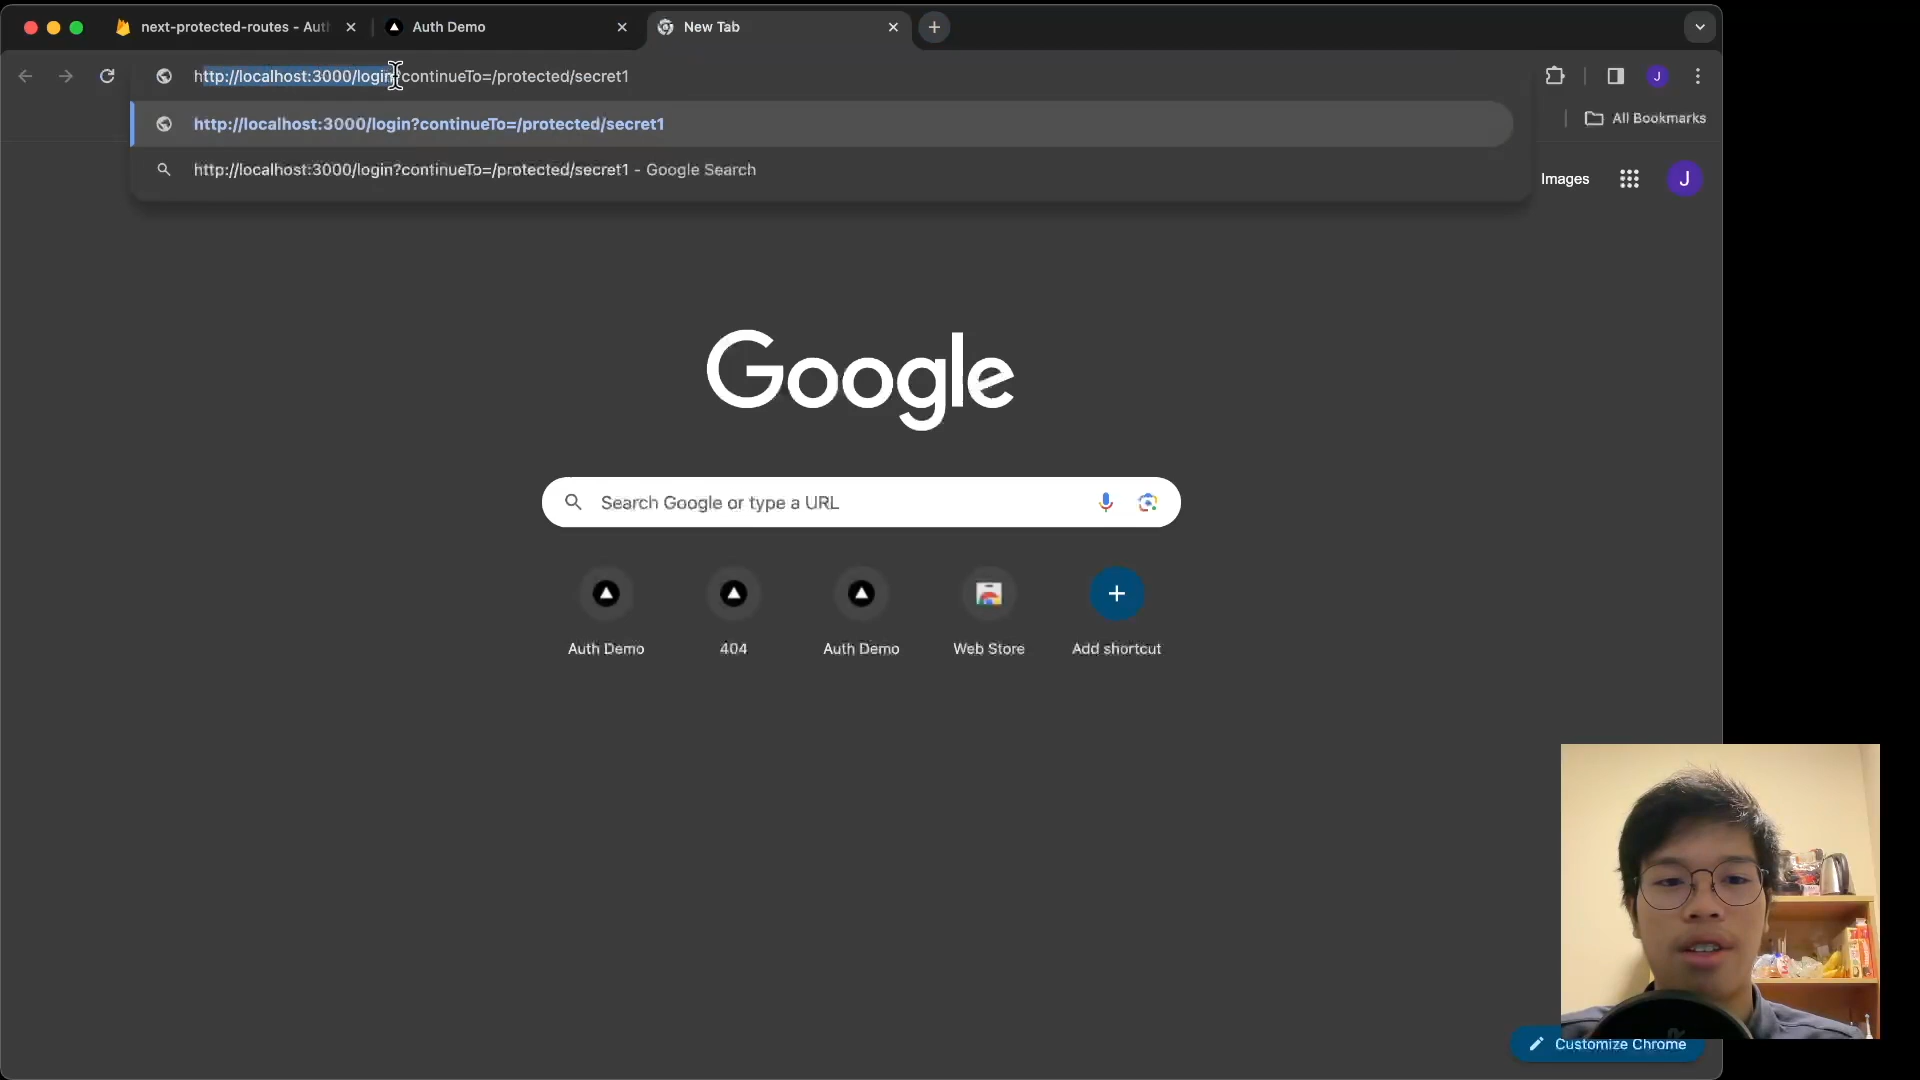 next-protected-routes - Aut
Auth Demo
New Tab
http://localhost:3000/login?continueTo=/protected/secret1
J
http://localhost:3000/login?continueTo=/protected/secret1
All Bookmarks
http://localhost:3000/login?continueTo=/protected/secret1 - Google Search
Images
J
Google
Search Google or type a URL
Auth Demo
404
Auth Demo
Web Store
Add shortcut
Customize Chrome